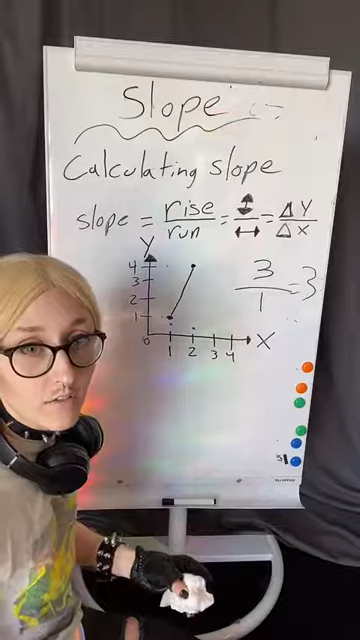 Slope =
Calculating slope
slope = rise/run = ↕/↔ = ΔY/ΔX
Y
4
3
2
1
0 1 2 3 4 X
3/1 = 3